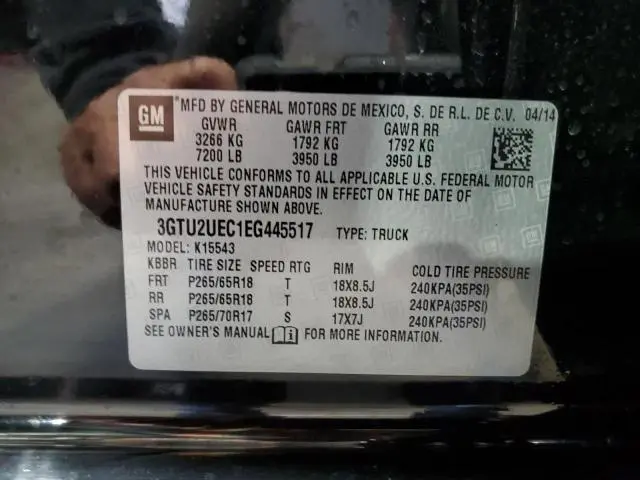 GM
®MFD BY GENERAL MOTORS DE MEXICO, S. DE R.L. DE C.V. 04/14
GVWR GAWR FRT GAWR RR
3266 KG 1792 KG 1792 KG
7200 LB 3950 LB 3950 LB
THIS VEHICLE CONFORMS TO ALL APPLICABLE U.S. FEDERAL MOTOR
VEHICLE SAFETY STANDARDS IN EFFECT ON THE DATE OF
MANUFACTURE SHOWN ABOVE.
3GTU2UEC1EG445517 TYPE: TRUCK
MODEL: K15543
KBBR TIRE SIZE SPEED RTG RIM COLD TIRE PRESSURE
FRT P265/65R18 T 18X8.5J 240KPA(35PSI)
RR P265/65R18 T 18X8.5J 240KPA(35PSI)
SPA P265/70R17 S 17X7J 240KPA(35PSI)
SEE OWNER'S MANUAL FOR MORE INFORMATION.